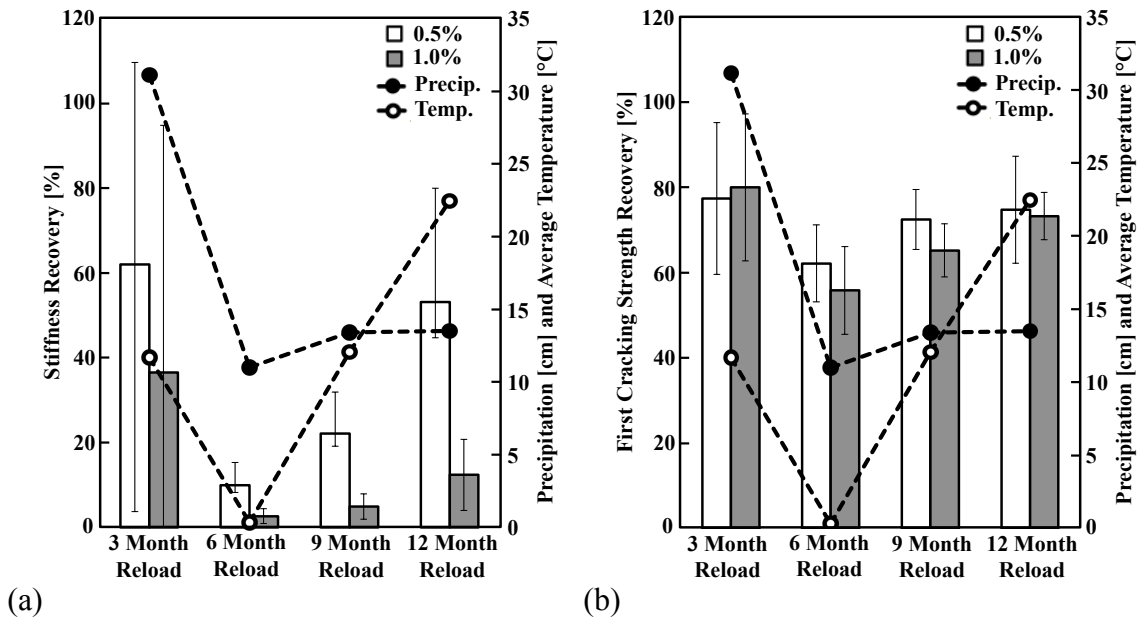 120
100
80
60
40
20
0
Stiffness Recovery [%]
0.5%
1.0%
Precip.
Temp.
35
30
25
20
15
10
5
0
Precipitation [cm] and Average Temperature [°C]
3 Month 6 Month 9 Month 12 Month
Reload Reload Reload Reload
(a)
120
100
80
60
40
20
0
First Cracking Strength Recovery [%]
0.5%
1.0%
Precip.
Temp.
35
30
25
20
15
10
5
0
Precipitation [cm] and Average Temperature [°C]
3 Month 6 Month 9 Month 12 Month
Reload Reload Reload Reload
(b)